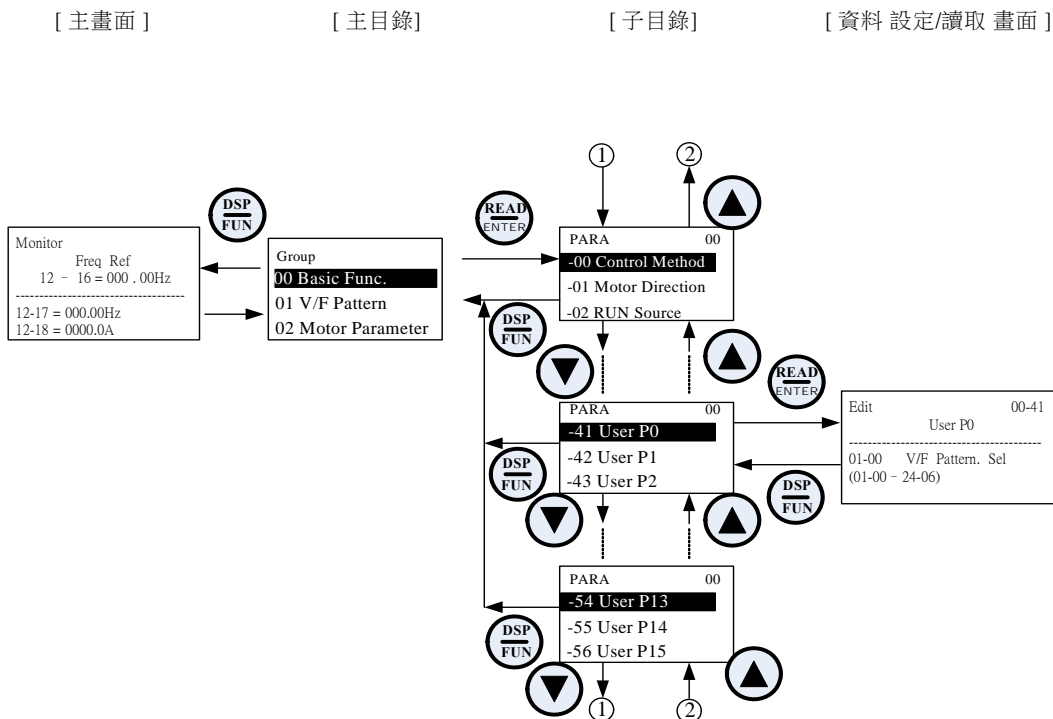 [ 主畫面 ]
[ 主目錄]
[ 子目錄]
[ 資料 設定/讀取 畫面 ]
1
2
DSP
FUN
READ
ENTER
Monitor
Freq Ref
12 - 16 = 000 . 00Hz
12-17 = 000.00Hz
12-18 = 0000.0A
Group
00 Basic Func.
01 V/F Pattern
02 Motor Parameter
PARA 00
-00 Control Method
-01 Motor Direction
-02 RUN Source
DSP
FUN
READ
ENTER
PARA 00
-41 User P0
-42 User P1
-43 User P2
DSP
FUN
Edit 00-41
User P0
01-00 V/F Pattern. Sel
(01-00 - 24-06)
DSP
FUN
PARA 00
-54 User P13
-55 User P14
-56 User P15
DSP
FUN
1
2